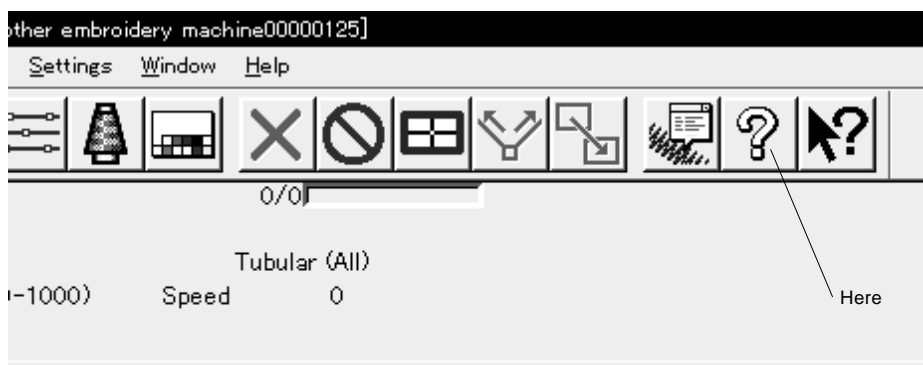 other embroidery machine00000125]
Settings Window Help
0/0
Tubular (All)
-1000) Speed 0
Here